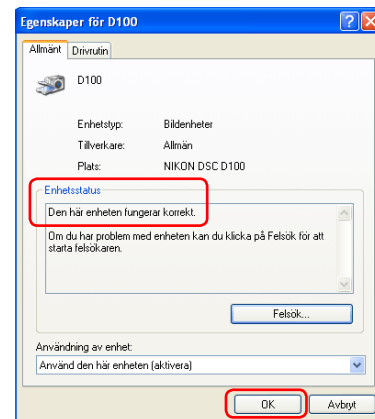 Egenskaper för D100
Allmänt Drivrutin
D100
Enhetstyp: Bildenheter
Tillverkare: Allmän
Plats: NIKON DSC D100
Enhetsstatus
Den här enheten fungerar korrekt.
Om du har problem med enheten kan du klicka på Felsök för att
starta felsökaren.
Felsök...
Användning av enhet:
Använd den här enheten (aktivera)
OK Avbryt